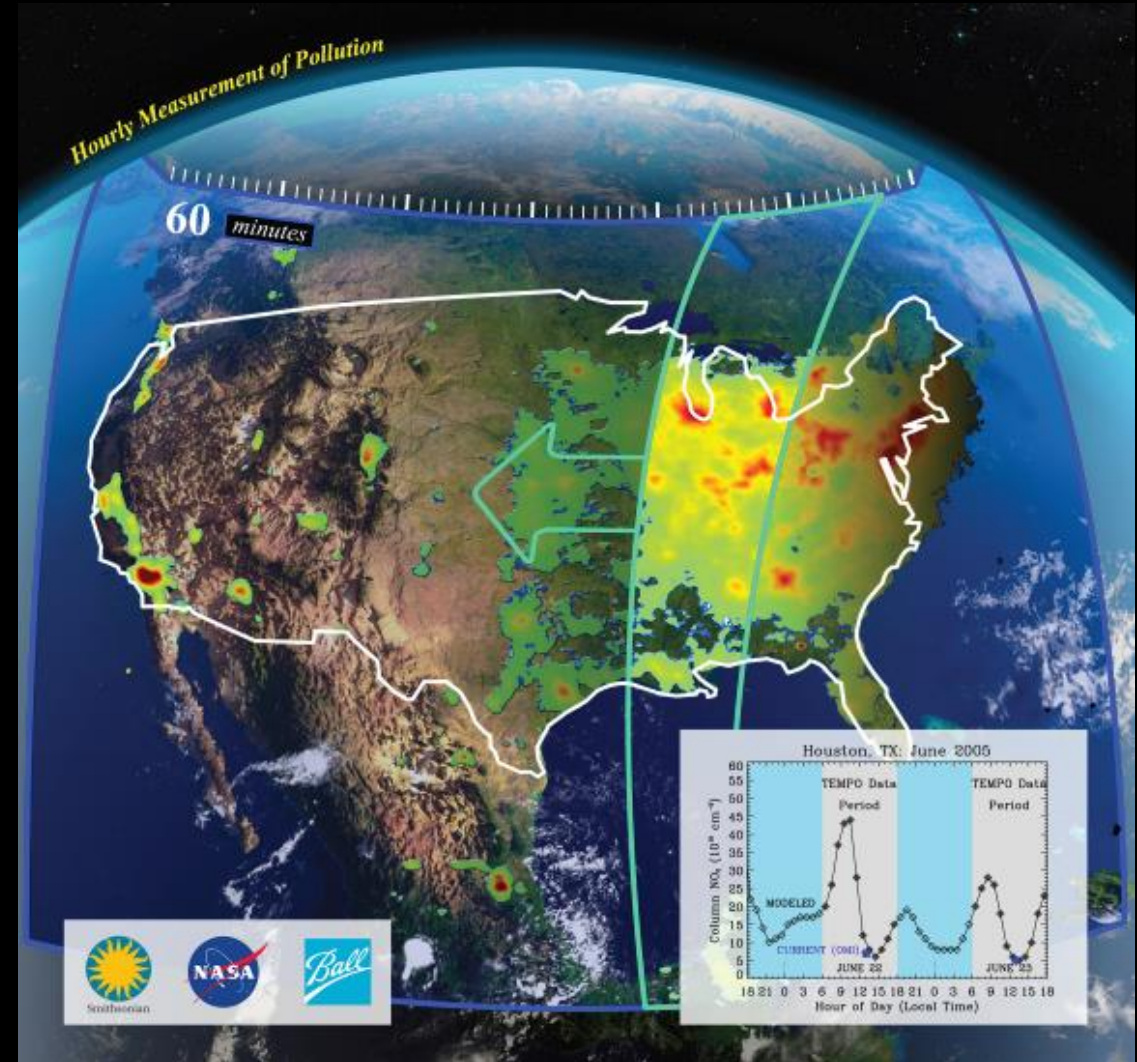 Hourly Measurement of Pollution
60 minutes
Houston, TX: June 2005
60
55
50
45
40
35
30
25
20
15
10
5
0
TEMPO Data
Period
TEMPO Data
Period
MODELED
CURRENT (OMI)
JUNE 22
JUNE 23
18 21 0 3 6 9 12 15 18 21 0 3 6 9 12 15 18
Hour of Day (Local Time)
Smithsonian
NASA
Ball